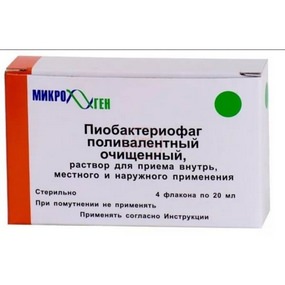 МИКРОГЕН
Пиобактериофаг
поливалентный
очищенный,
раствор для приема внутрь,
местного и наружного применения
Стерильно 4 флакона по 20 мл
При помутнении не применять
Применять согласно Инструкции